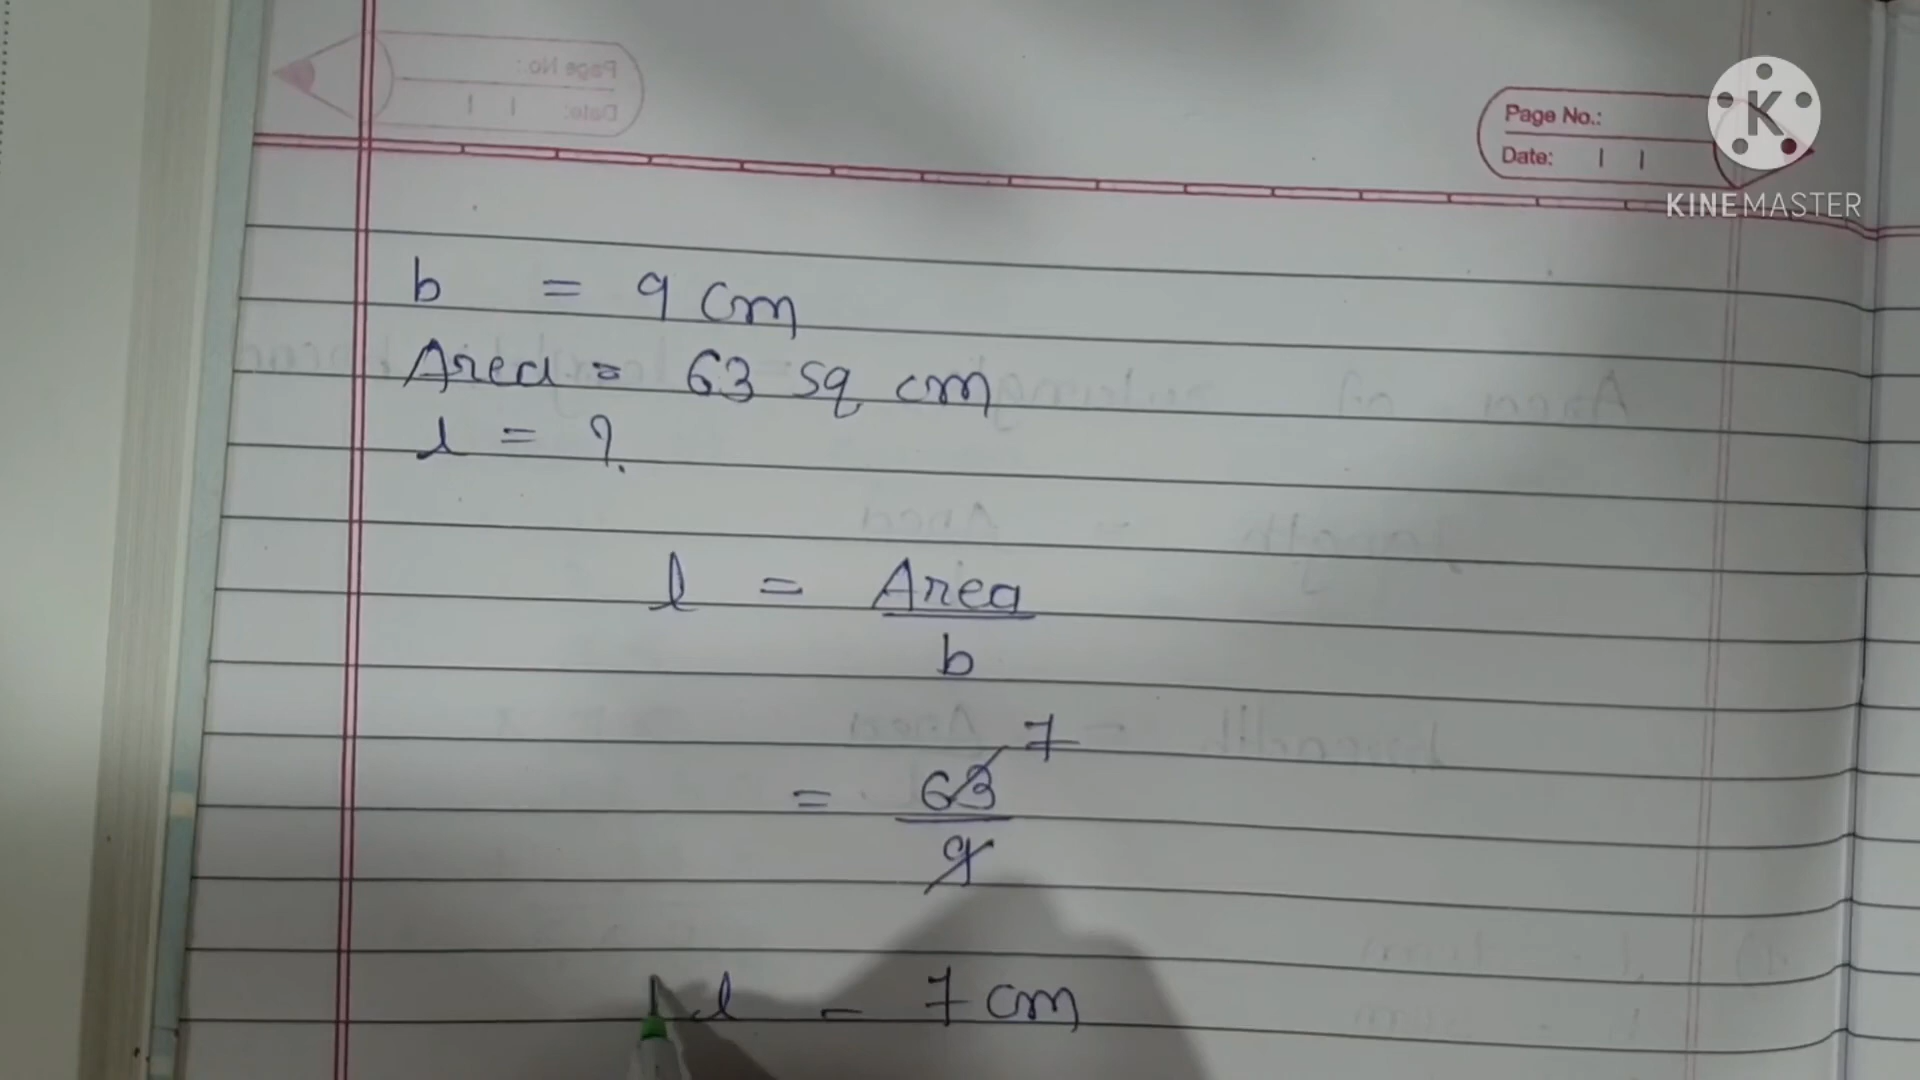 Page No.:
Date:
K
KINEMASTER
b = 9 cm
Area = 63 sq cm
l = ?
l = Area
b
7
= 63
9
l = 7 cm